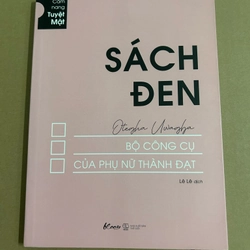 Cẩm nang
Tuyệt Mật
SÁCH
ĐEN
Otegha Uwagba
BỘ CÔNG CỤ
CỦA PHỤ NỮ THÀNH ĐẠT
Lê Lê dịch